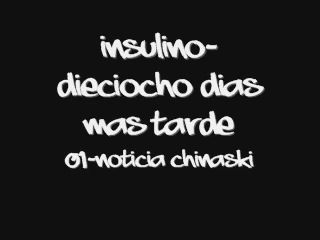 insulino-
dieciocho dias
mas tarde
01-noticia chinaski